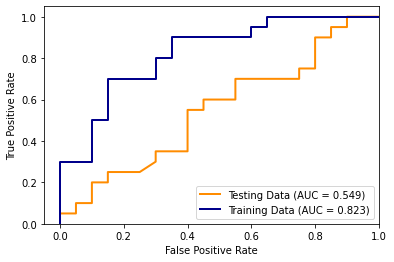 1.0
0.8
0.6
0.4
0.2
0.0
True Positive Rate
Testing Data (AUC = 0.549)
Training Data (AUC = 0.823)
0.0 0.2 0.4 0.6 0.8 1.0
False Positive Rate